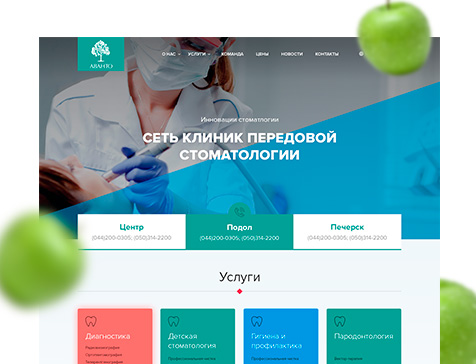 АВАНТО
О НАС УСЛУГИ КОМАНДА ЦЕНЫ НОВОСТИ КОНТАКТЫ
Инновации стоматлогии
СЕТЬ КЛИНИК ПЕРЕДОВОЙ
СТОМАТОЛОГИИ
Центр
(044)200-0305; (050)314-2200
Подол
(044)200-0305; (050)314-2200
Печерск
(044)200-0305; (050)314-2200
Услуги
Диагностика
Детская
стоматология
Гигиена и
профилактика
Пародонтология